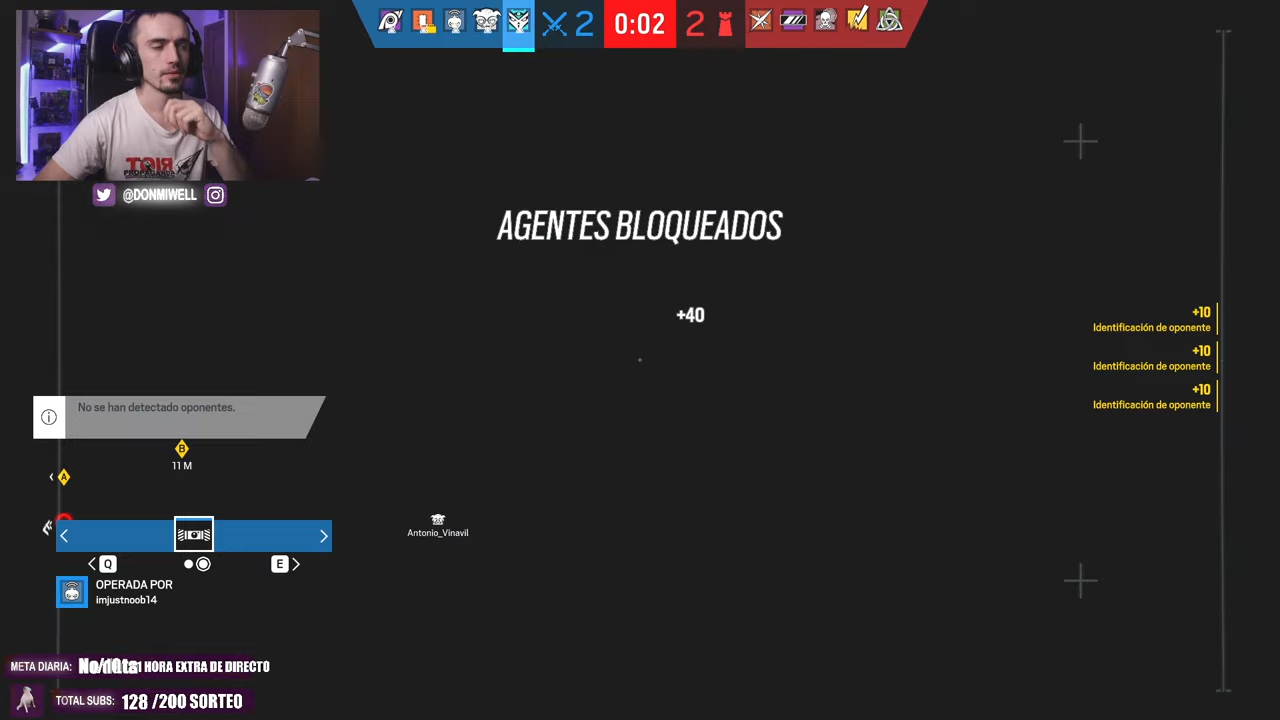 2
0:02
2
RIOT
PROPAGANDA
@DONMIWELL
AGENTES BLOQUEADOS
+40
+10
Identificación de oponente
+10
Identificación de oponente
+10
Identificación de oponente
No se han detectado oponentes.
B
11 M
A
Antonio_Vinavil
Q
E
OPERADA POR
imjustnoob14
META DIARIA:
1 HORA EXTRA DE DIRECTO
TOTAL SUBS: 128 /200 SORTEO